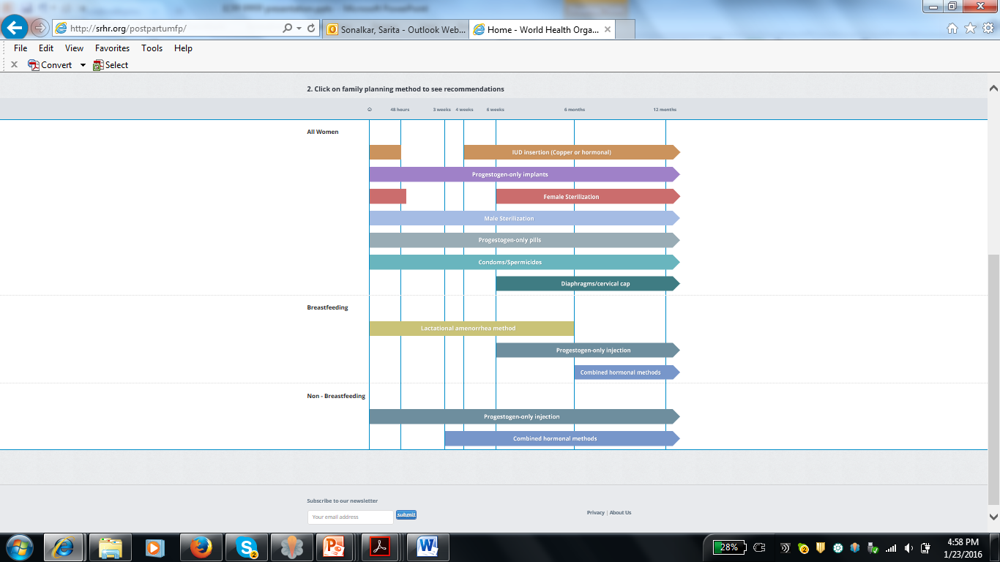 Microsoft PowerPoint
http://srhr.org/postpartumfp/
Sonalkar, Sarita - Outlook Web...
Home - World Health Orga...
File Edit View Favorites Tools Help
Convert Select
2. Click on family planning method to see recommendations
48 hours 3 weeks 4 weeks 6 weeks 6 months 12 months
All Women
IUD insertion (Copper or hormonal)
Progestogen-only implants
Female Sterilization
Male Sterilization
Progestogen-only pills
Condoms/Spermicides
Diaphragms/cervical cap
Breastfeeding
Lactational amenorrhea method
Progestogen-only injection
Combined hormonal methods
Non - Breastfeeding
Progestogen-only injection
Combined hormonal methods
Subscribe to our newsletter
Your email address submit
Privacy | About Us
28%
4:58 PM
1/23/2016